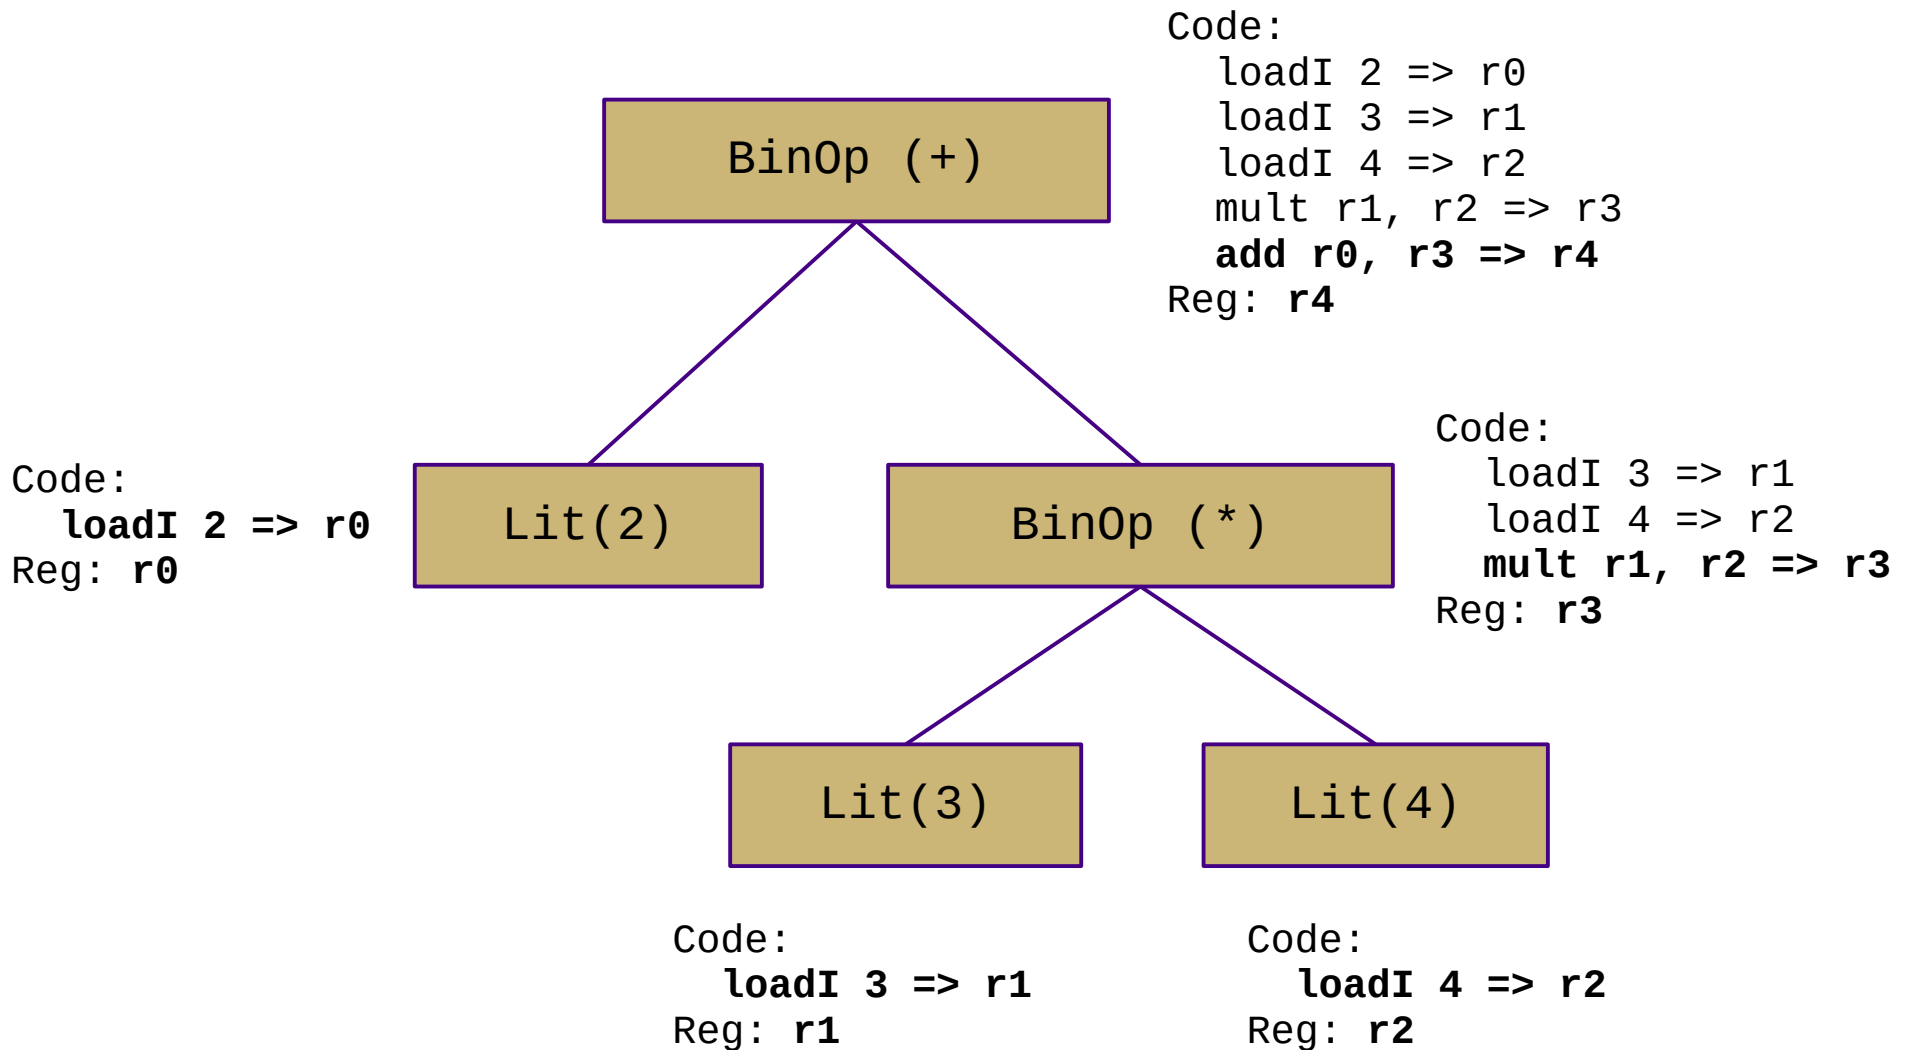 Code:
loadI 2 => r0
loadI 3 => r1
loadI 4 => r2
mult r1, r2 => r3
add r0, r3 => r4
Reg: r4
BinOp (+)
Code:
loadI 2 => r0
Reg: r0
Lit(2)
BinOp (*)
Code:
loadI 3 => r1
loadI 4 => r2
mult r1, r2 => r3
Reg: r3
Lit(3)
Lit(4)
Code:
loadI 3 => r1
Reg: r1
Code:
loadI 4 => r2
Reg: r2